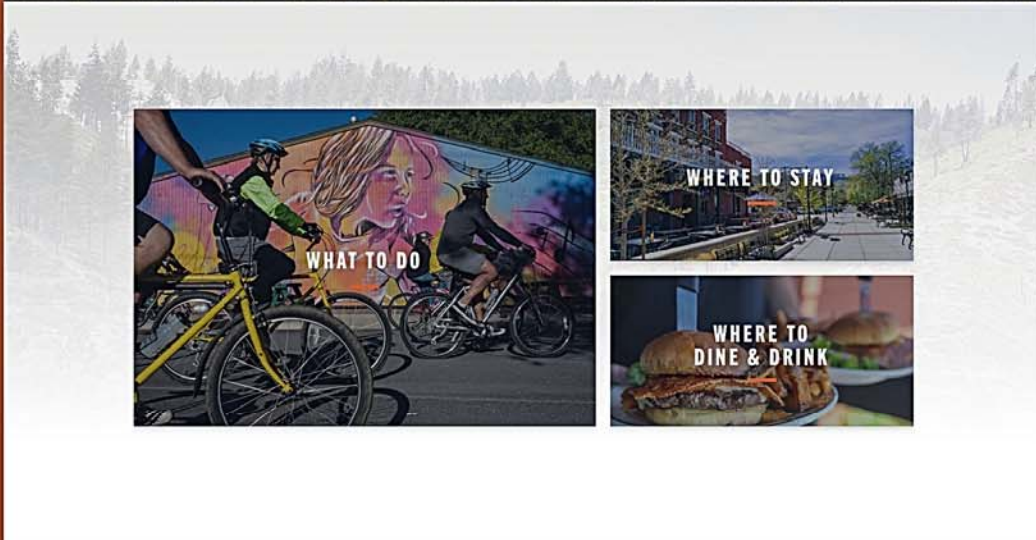 WHAT TO DO
WHERE TO STAY
WHERE TO
DINE & DRINK